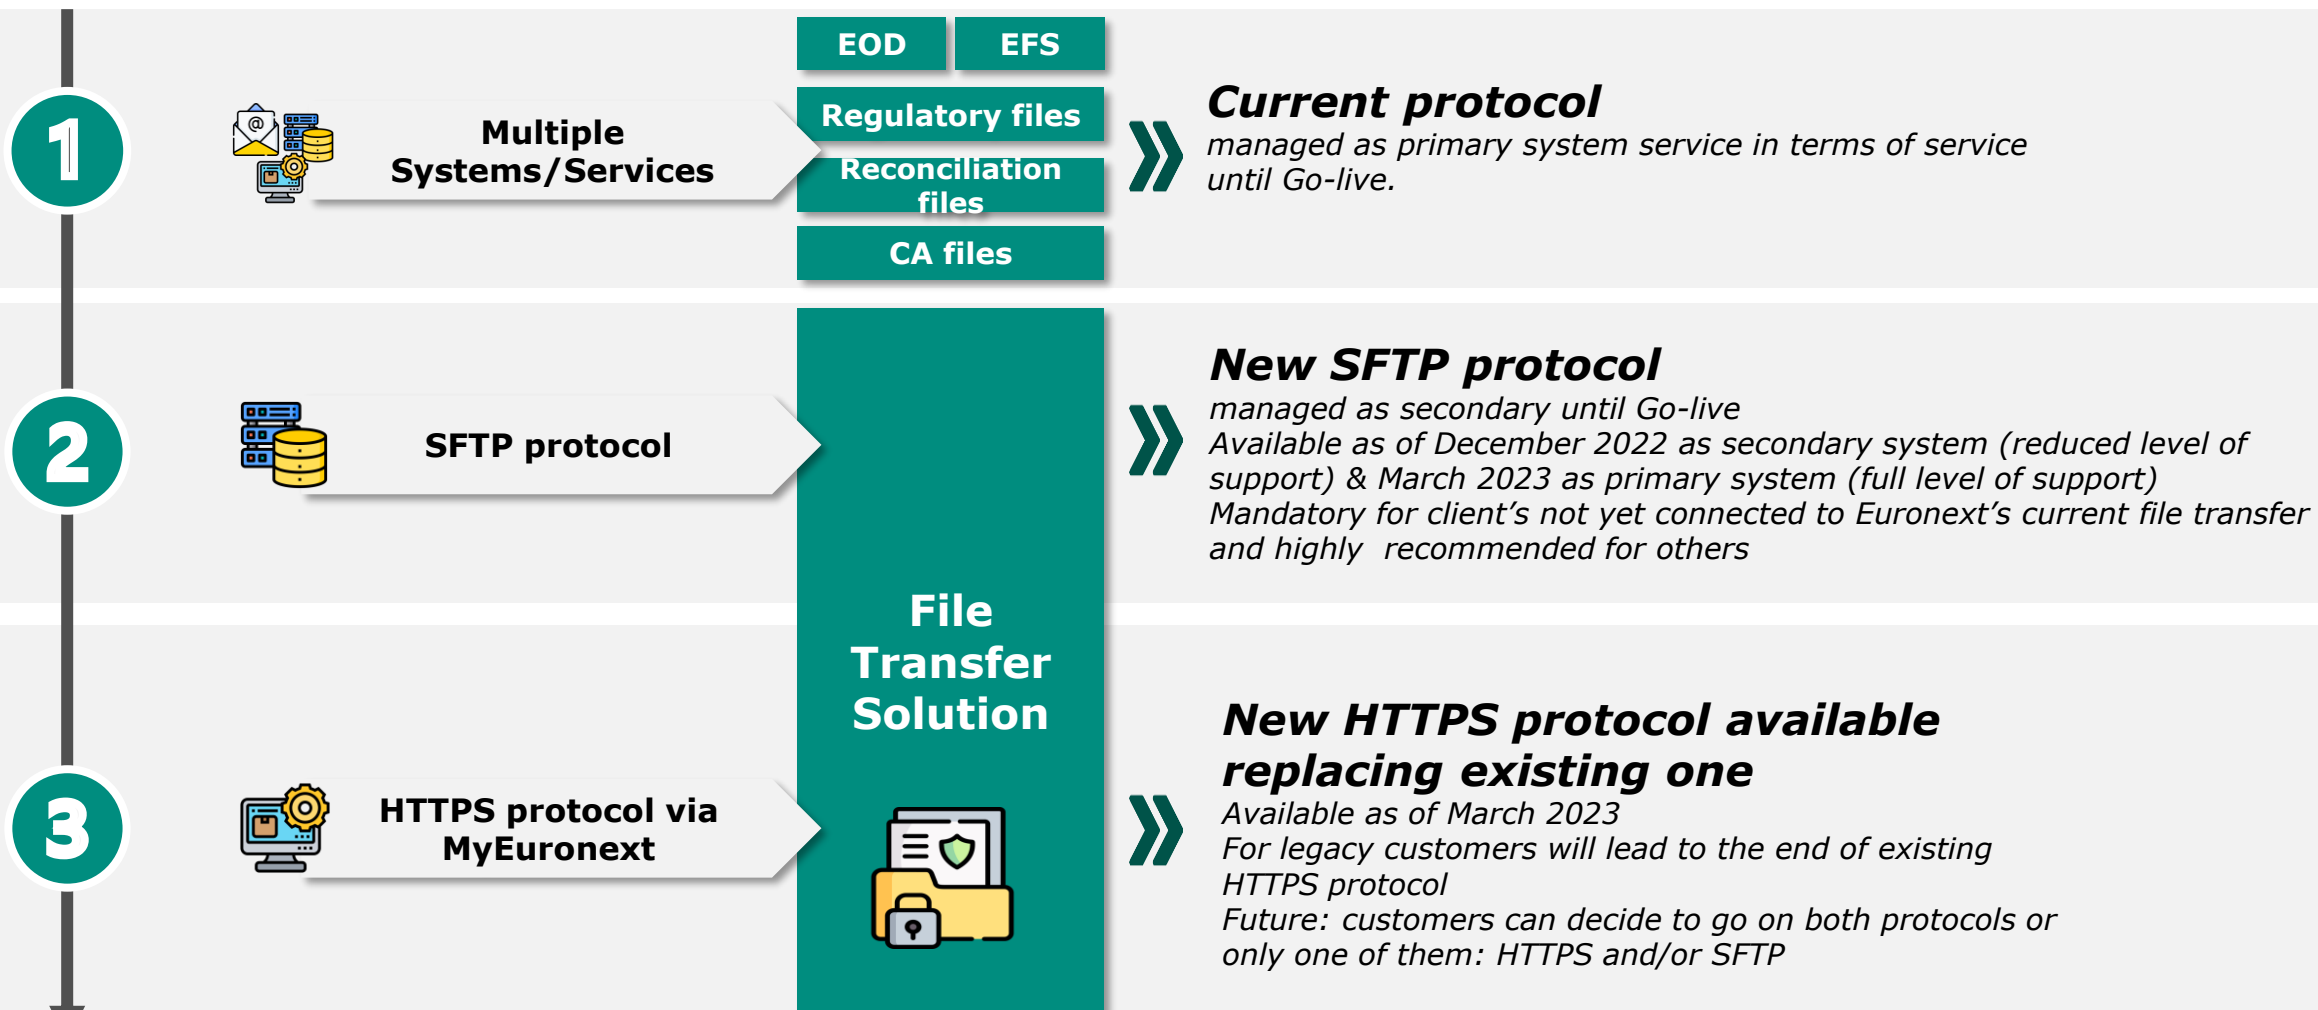 1
@
Multiple
Systems/Services
EOD
EFS
Regulatory files
Reconciliation
files
CA files
Current protocol
managed as primary system service in terms of service
until Go-live.
2
SFTP protocol
New SFTP protocol
managed as secondary until Go-live
Available as of December 2022 as secondary system (reduced level of
support) & March 2023 as primary system (full level of support)
Mandatory for client’s not yet connected to Euronext’s current file transfer
and highly  recommended for others
File
Transfer
Solution
3
HTTPS protocol via
MyEuronext
New HTTPS protocol available
replacing existing one
Available as of March 2023
For legacy customers will lead to the end of existing
HTTPS protocol
Future: customers can decide to go on both protocols or
only one of them: HTTPS and/or SFTP